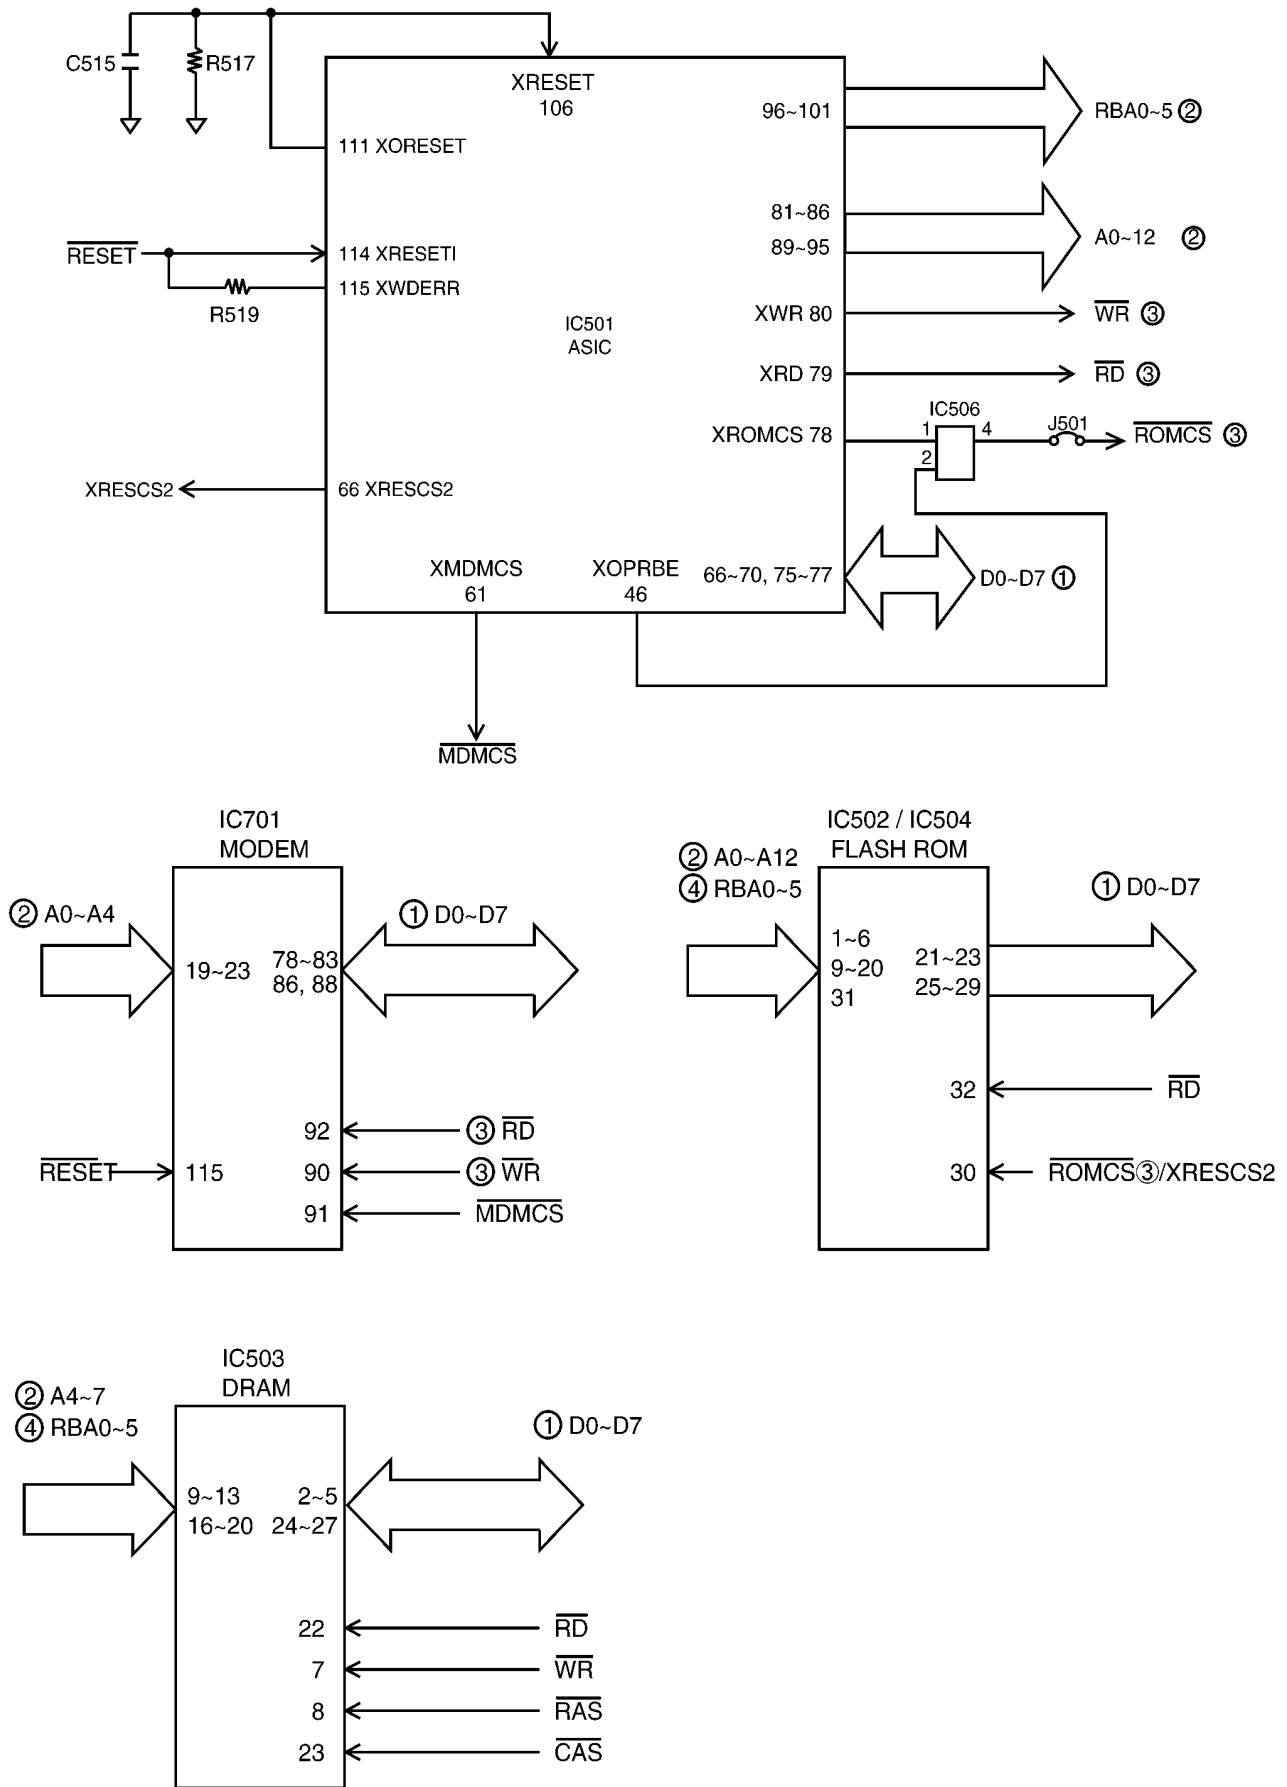 C515
R517
XRESET
106
96~101
RBA0~5 ②
111 XORESET
81~86
89~95
A0~12 ②
RESET
114 XRESETI
115 XWDERR
R519
IC501
ASIC
XWR 80
WR ③
XRD 79
RD ③
IC506
XROMCS 78
1
4
2
J501
ROMCS ③
XRESCS2
66 XRESCS2
XMDMCS
61
XOPRBE
46
66~70, 75~77
D0~D7 ①
MDMCS
IC701
MODEM
② A0~A4
① D0~D7
19~23
78~83
86, 88
92
③ RD
RESET
115
90
③ WR
91
MDMCS
IC502 / IC504
FLASH ROM
② A0~A12
④ RBA0~5
① D0~D7
1~6
9~20
31
21~23
25~29
32
RD
30
ROMCS③/XRESCS2
IC503
DRAM
② A4~7
④ RBA0~5
① D0~D7
9~13
16~20
2~5
24~27
22
RD
7
WR
8
RAS
23
CAS